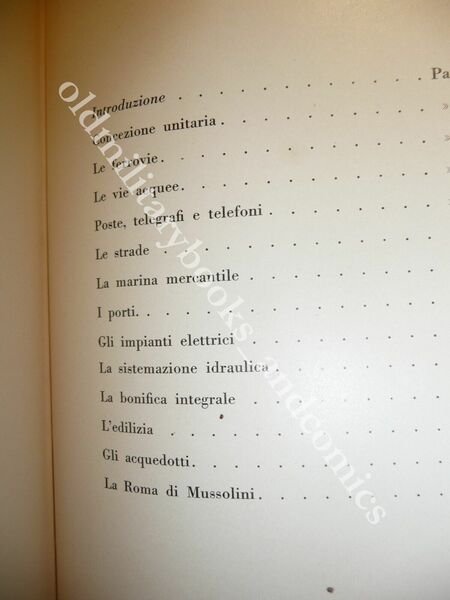 Introduzione . . . . . . . . . . . . Pa
Concezione unitaria . . . . . . . . . . »
Le ferrovie . . . . . . . . . . . . »
Le vie acquee . . . . . . . . . . . »
Poste, telegrafi e telefoni . . . . . . . . »
Le strade . . . . . . . . . . . .
La marina mercantile . . . . . . . . .
I porti . . . . . . . . . . . . .
Gli impianti elettrici . . . . . . . . .
La sistemazione idraulica . . . . . . . .
La bonifica integrale . . . . . . . . .
L'edilizia . . . . . . . . . . . .
Gli acquedotti . . . . . . . . . . .
La Roma di Mussolini . . . . . . . . .
oldmilitarybooks_andcomics